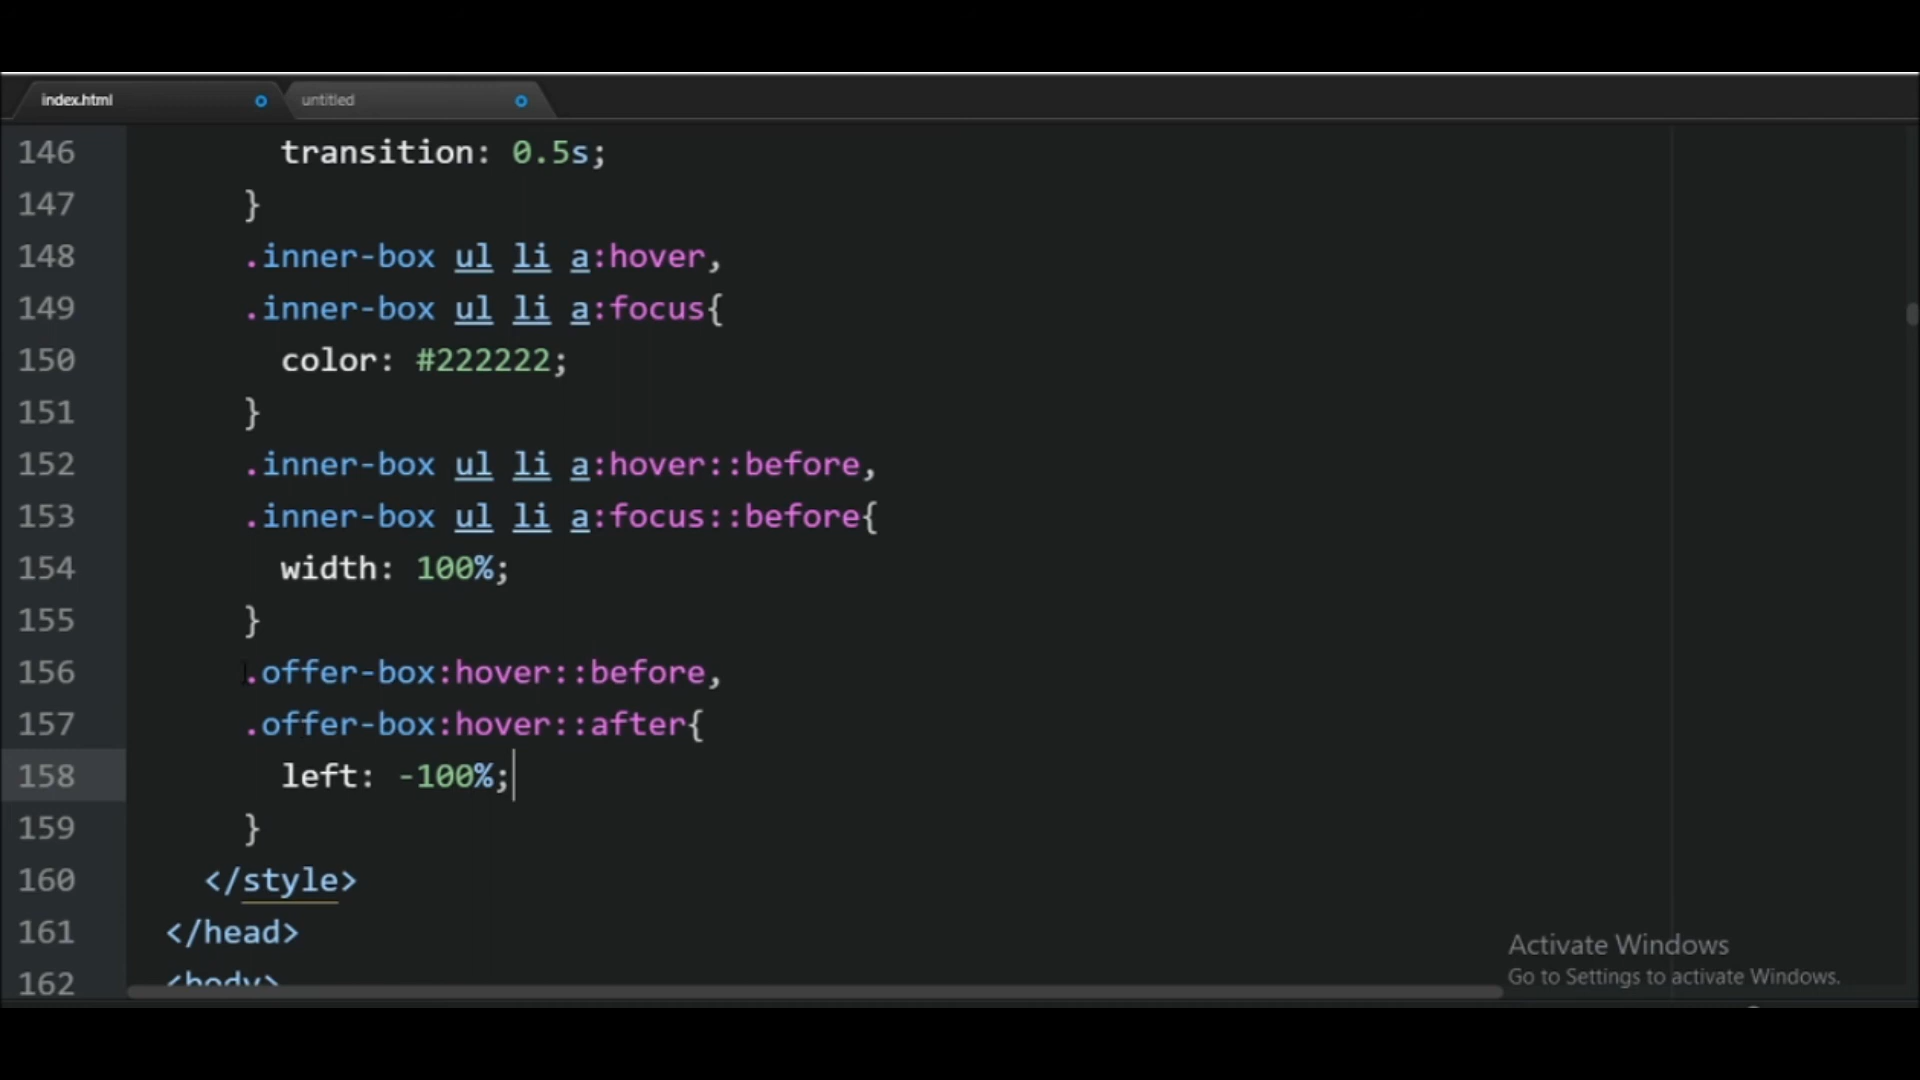 index.html untitled
146 transition: 0.5s;
147 }
148 .inner-box ul li a:hover,
149 .inner-box ul li a:focus{
150 color: #222222;
151 }
152 .inner-box ul li a:hover::before,
153 .inner-box ul li a:focus::before{
154 width: 100%;
155 }
156 .offer-box:hover::before,
157 .offer-box:hover::after{
158 left: -100%;
159 }
160 </style>
161 </head>
162 <body>
Activate Windows
Go to Settings to activate Windows.